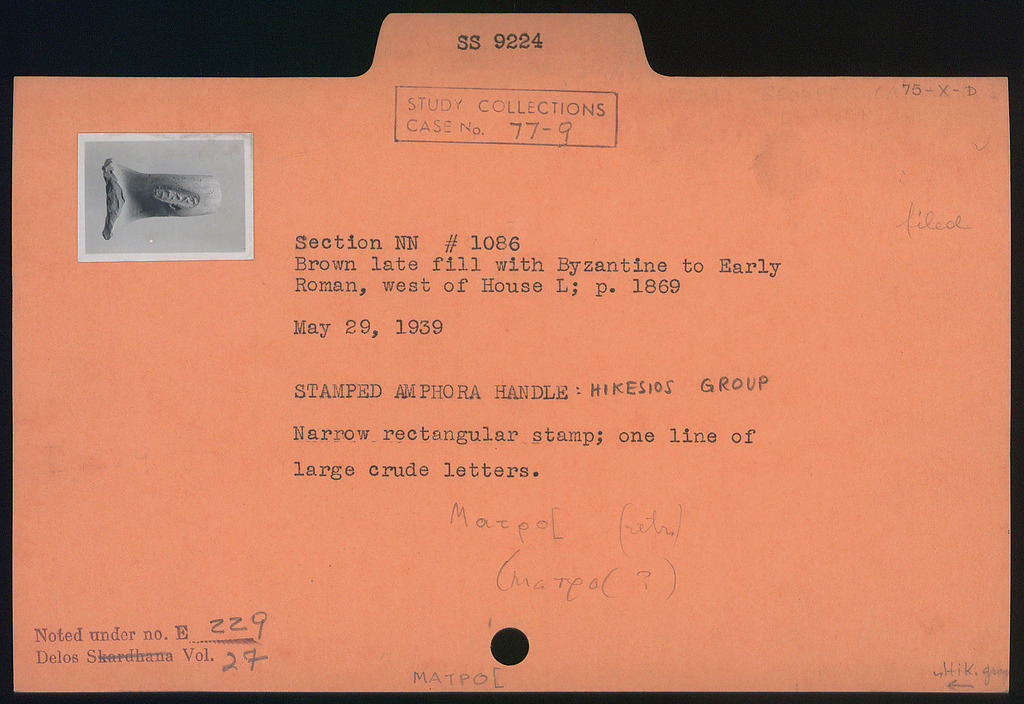 SS 9224
75-X-D
STUDY COLLECTIONS
CASE No. 77-9
filed
Section NN # 1086
Brown late fill with Byzantine to Early
Roman, west of House L; p. 1869
May 29, 1939
STAMPED AMPHORA HANDLE: HIKESIOS GROUP
Narrow rectangular stamp; one line of
large crude letters.
Ματρο[ (retr.)
(ματρο( ?)
Noted under no. E 229
Delos Skardhana Vol. 27
ΜΑΤΡΟ[
Hik. group